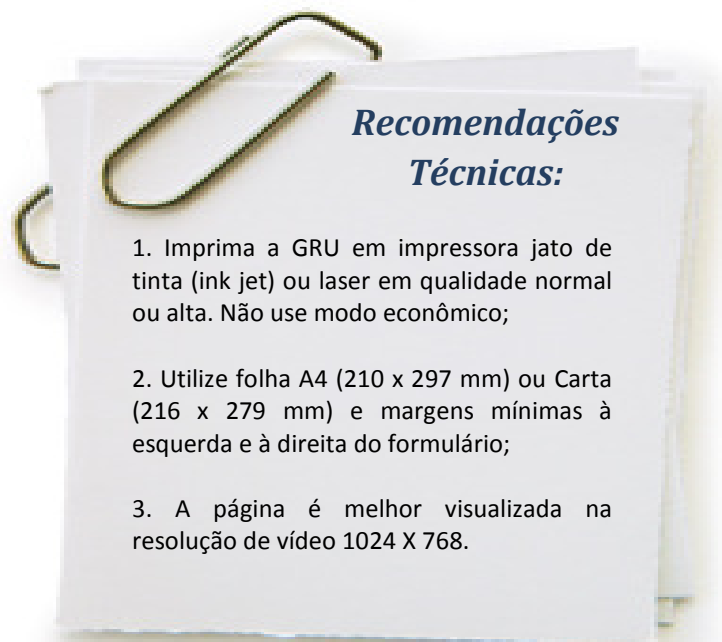 Recomendações
Técnicas:
1. Imprima a GRU em impressora jato de
tinta (ink jet) ou laser em qualidade normal
ou alta. Não use modo econômico;
2. Utilize folha A4 (210 x 297 mm) ou Carta
(216 x 279 mm) e margens mínimas à
esquerda e à direita do formulário;
3. A página é melhor visualizada na
resolução de vídeo 1024 X 768.